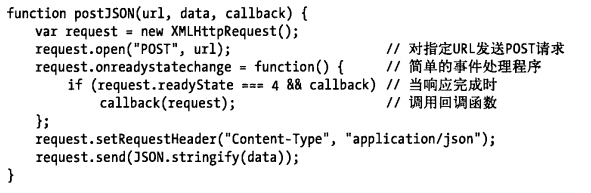 function postJSON(url, data, callback) {
    var request = new XMLHttpRequest();
    request.open("POST", url);                    // 对指定URL发送POST请求
    request.onreadystatechange = function() {     // 简单的事件处理程序
        if (request.readyState === 4 && callback) // 当响应完成时
            callback(request);                    // 调用回调函数
    };
    request.setRequestHeader("Content-Type", "application/json");
    request.send(JSON.stringify(data));
}